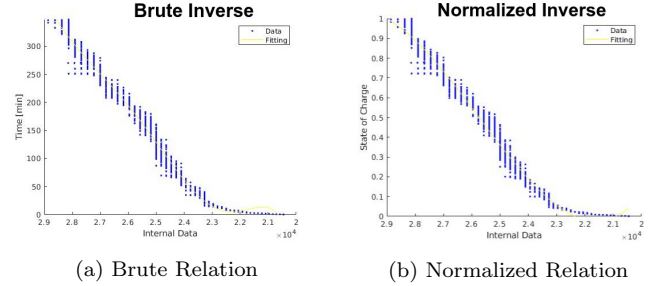 Brute Inverse
Data
Fitting
Time [min]
300
250
200
150
100
50
0
2.9 2.8 2.7 2.6 2.5 2.4 2.3 2.2 2.1 2
Internal Data
×10⁴
(a) Brute Relation
Normalized Inverse
Data
Fitting
State of Charge
1
0.9
0.8
0.7
0.6
0.5
0.4
0.3
0.2
0.1
0
2.9 2.8 2.7 2.6 2.5 2.4 2.3 2.2 2.1 2
Internal Data
×10⁴
(b) Normalized Relation